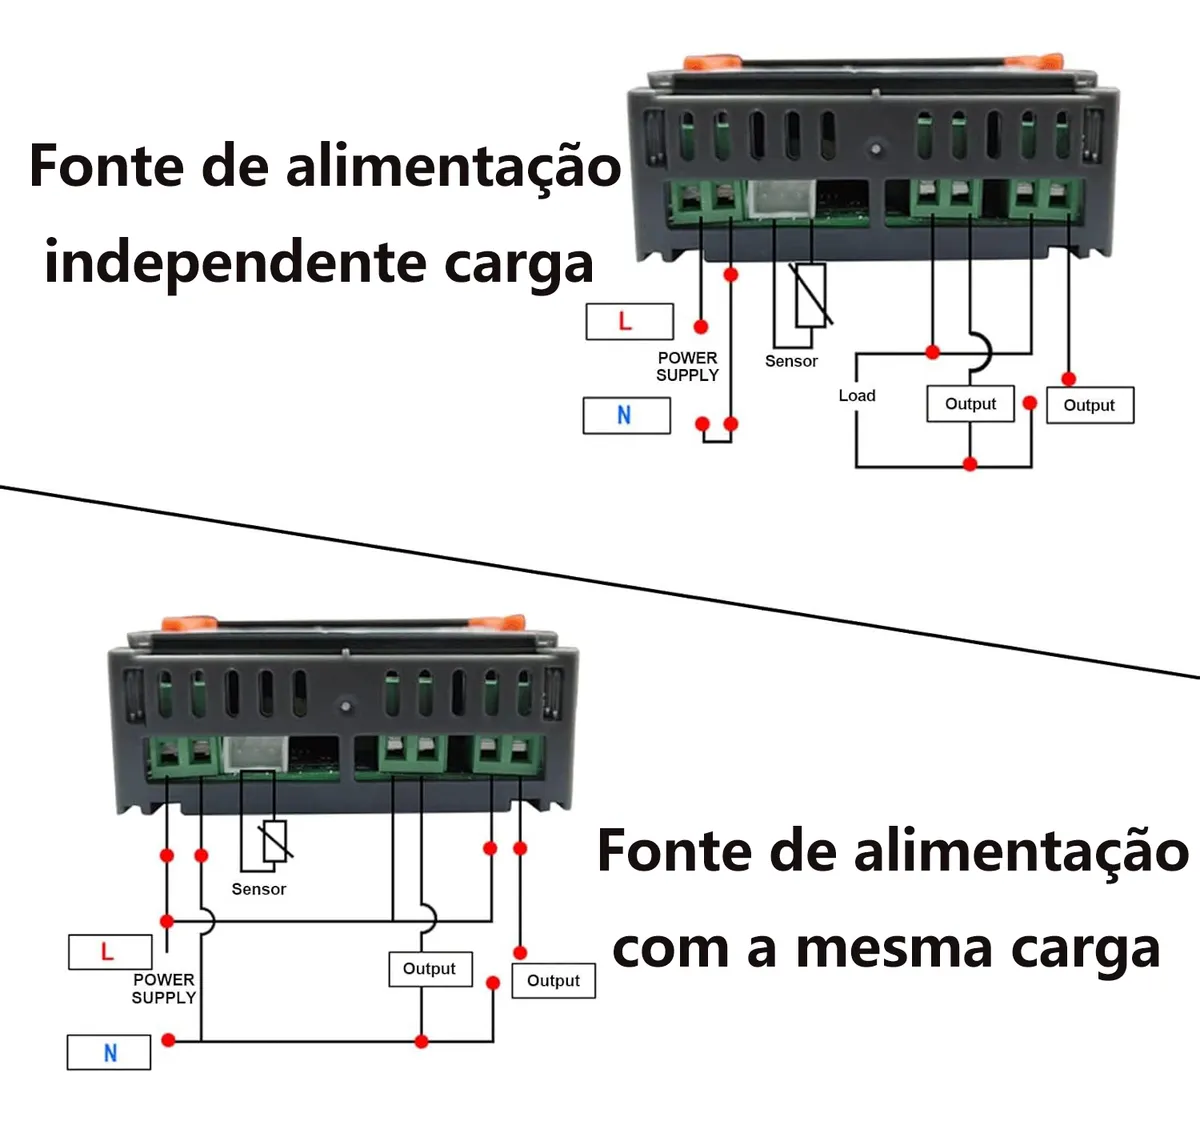 Fonte de alimentação
independente carga
L
POWER
SUPPLY
N
Sensor
Load
Output
Output
Sensor
L
POWER
SUPPLY
N
Output
Output
Fonte de alimentação
com a mesma carga